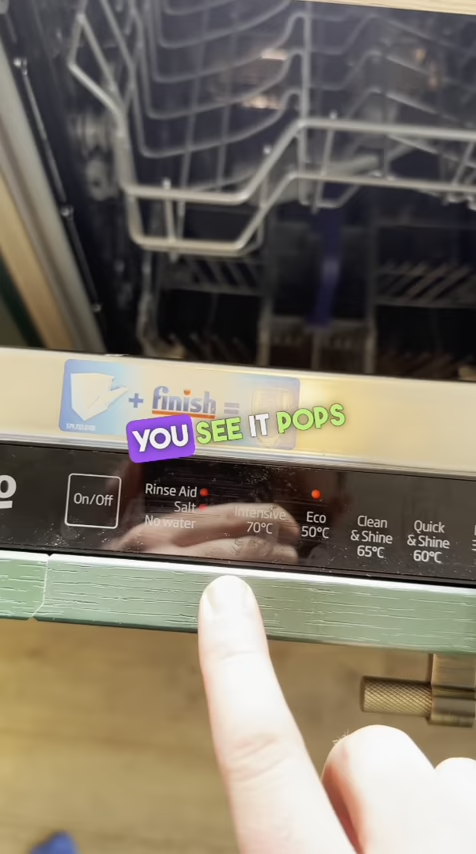 + finish =
YOU SEE IT POPS
On/Off
Rinse Aid
Salt
No water
Intensive
70°C
Eco
50°C
Clean
& Shine
65°C
Quick
& Shine
60°C